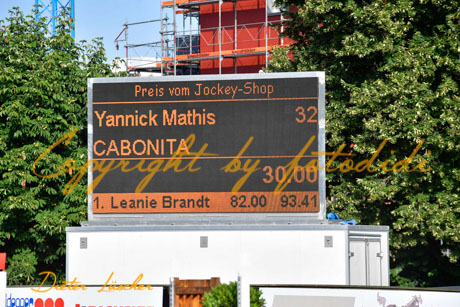 Preis vom Jockey-Shop
Yannick Mathis 32
CABONITA
Copyright by fotodeds
30.00
1. Leanie Brandt 82.00 93.41
Dieter Lischer